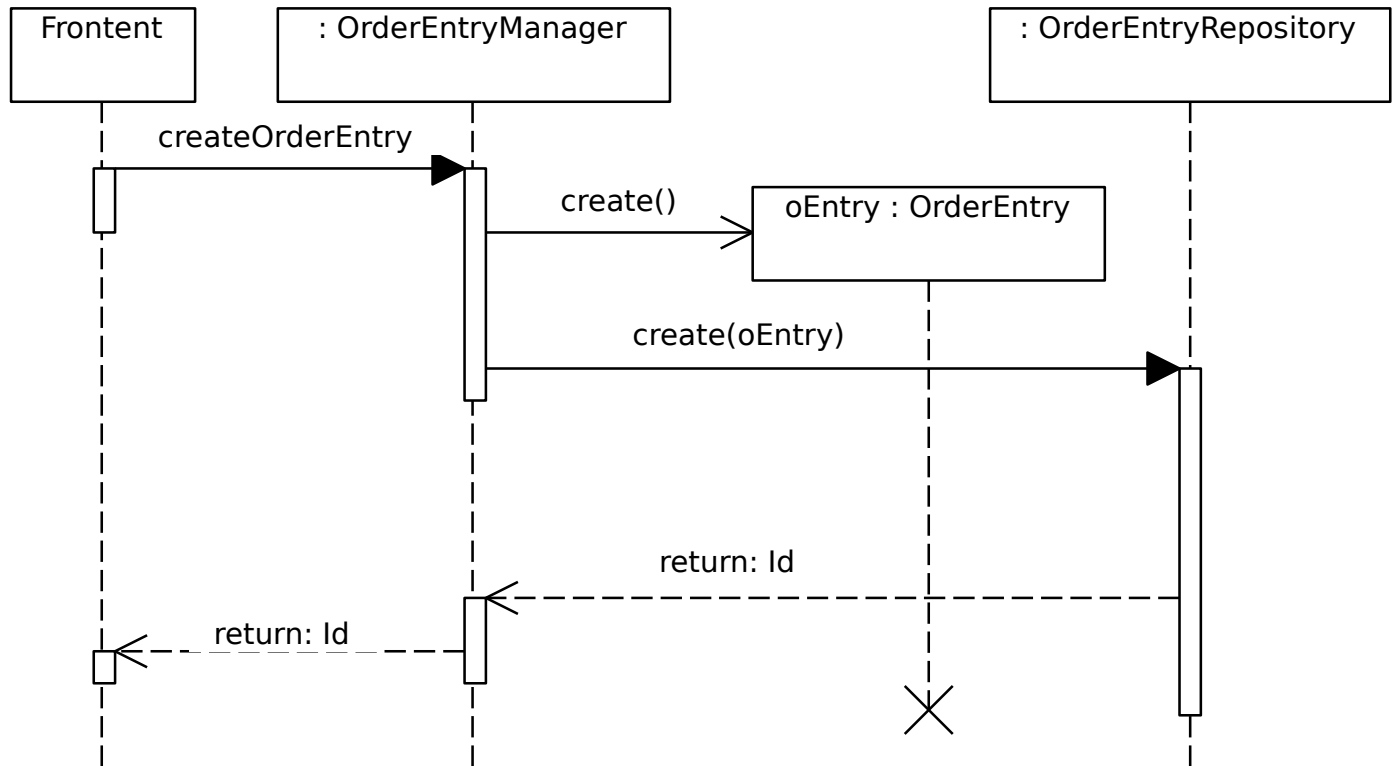 Frontent
: OrderEntryManager
: OrderEntryRepository
createOrderEntry
create()
oEntry : OrderEntry
create(oEntry)
return: Id
return: Id